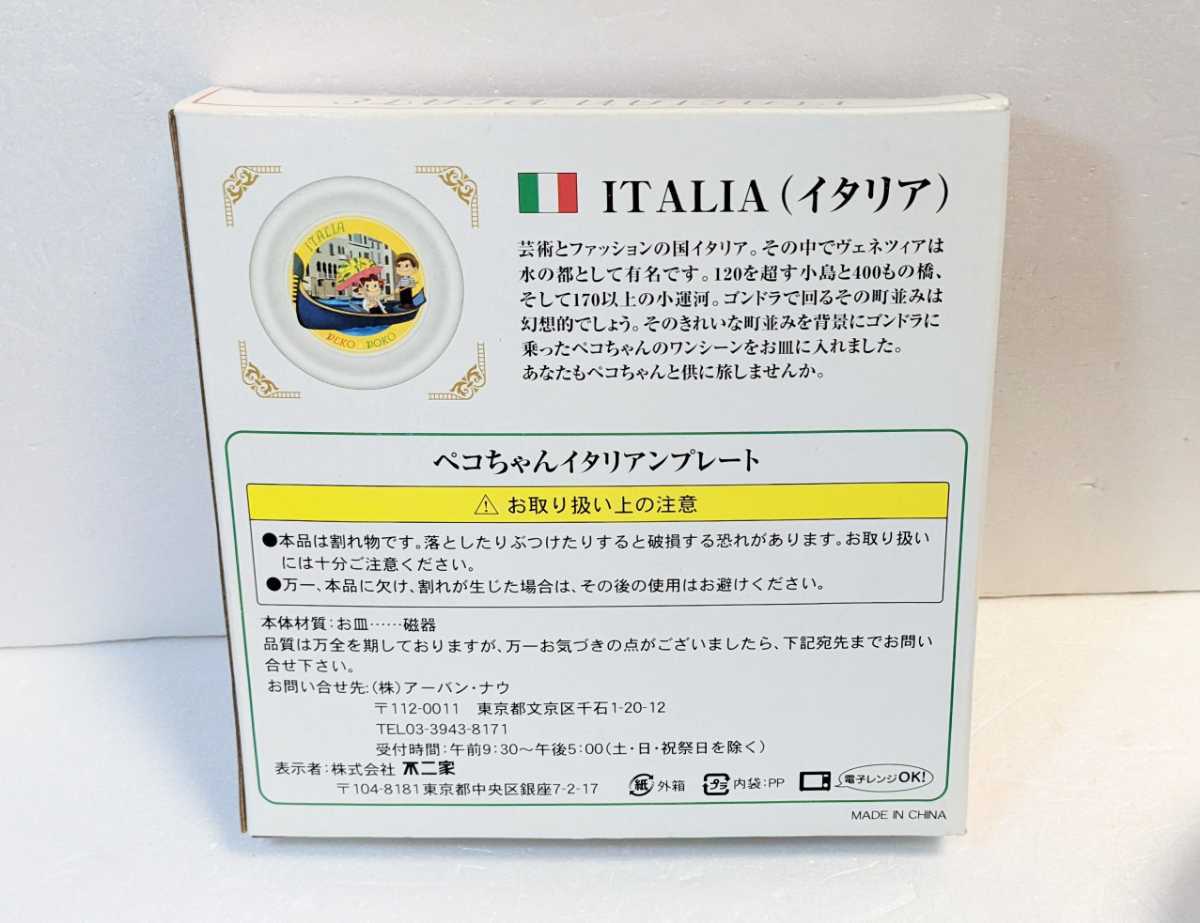 ITALIA
PEKO POKO
ITALIA(イタリア)
芸術とファッションの国イタリア。その中でヴェネツィアは
水の都として有名です。120を超す小島と400もの橋、
そして170以上の小運河。ゴンドラで回るその町並みは
幻想的でしょう。そのきれいな町並みを背景にゴンドラに
乗ったペコちゃんのワンシーンをお皿に入れました。
あなたもペコちゃんと供に旅しませんか。
ペコちゃんイタリアンプレート
お取り扱い上の注意
●本品は割れ物です。落としたりぶつけたりすると破損する恐れがあります。お取り扱い
には十分ご注意ください。
●万一、本品に欠け、割れが生じた場合は、その後の使用はお避けください。
本体材質:お皿……磁器
品質は万全を期しておりますが、万一お気づきの点がございましたら、下記宛先までお問い
合せ下さい。
お問い合せ先:(株)アーバン・ナウ
〒112-0011 東京都文京区千石1-20-12
TEL03-3943-8171
受付時間:午前9:30〜午後5:00(土・日・祝祭日を除く)
表示者:株式会社 不二家
〒104-8181東京都中央区銀座7-2-17
紙 外箱 プラ 内袋:PP 電子レンジOK!
MADE IN CHINA